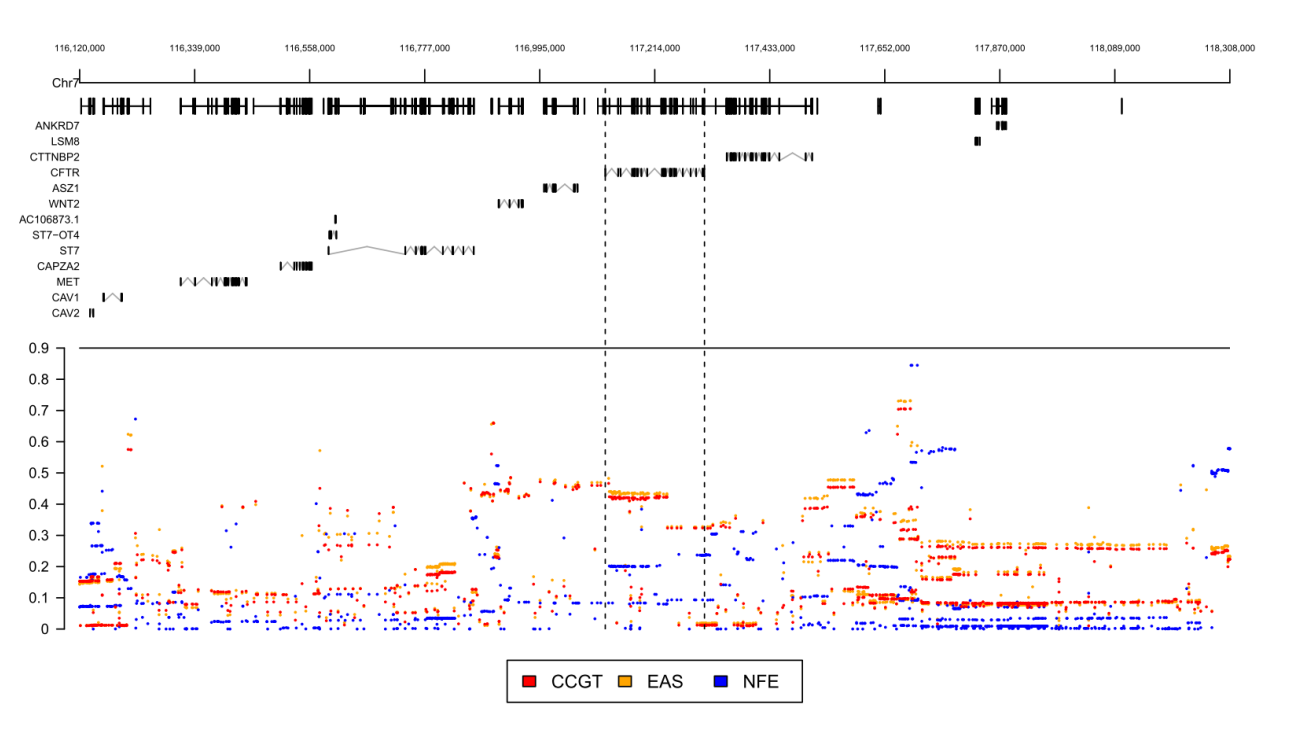 116,120,000 116,339,000 116,558,000 116,777,000 116,995,000 117,214,000 117,433,000 117,652,000 117,870,000 118,089,000 118,308,000
Chr7
ANKRD7
LSM8
CTTNBP2
CFTR
ASZ1
WNT2
AC106873.1
ST7−OT4
ST7
CAPZA2
MET
CAV1
CAV2
0.9
0.8
0.7
0.6
0.5
0.4
0.3
0.2
0.1
0
CCGT EAS NFE